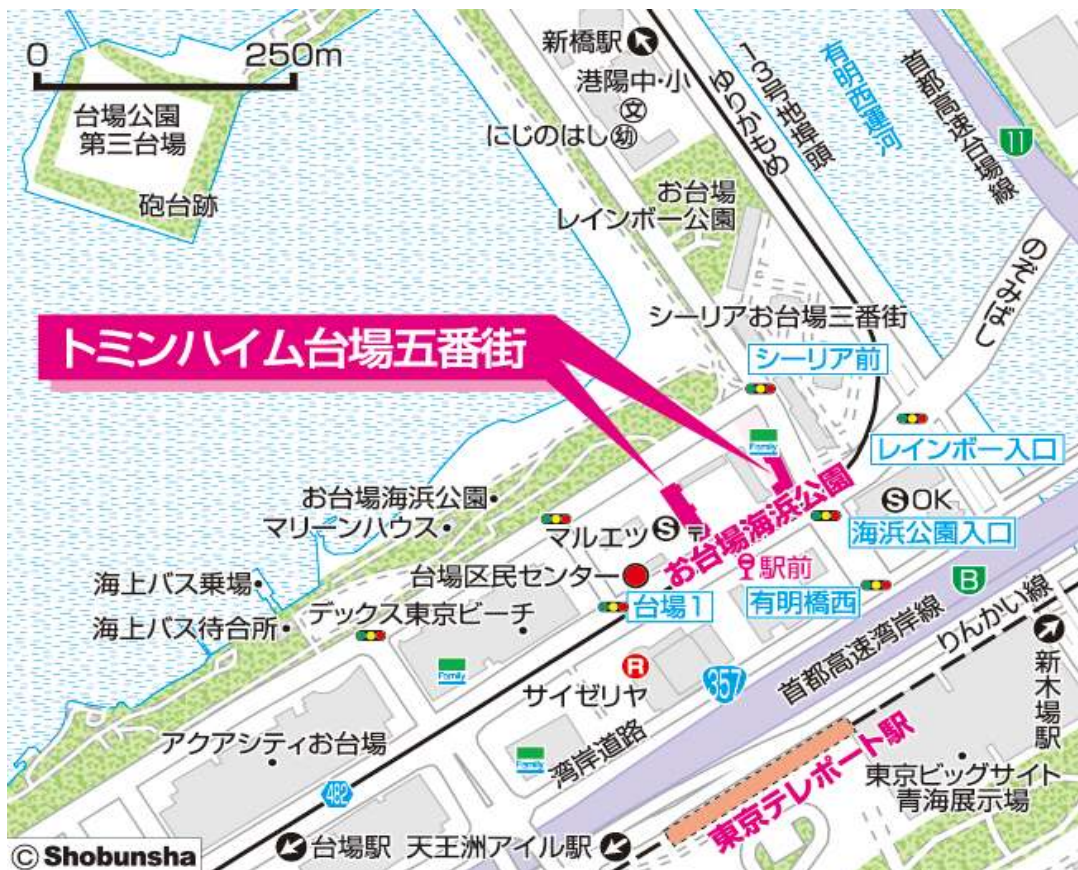 0 250m
台場公園
第三台場
砲台跡
新橋駅
港陽中・小
文
にじのはし幼
お台場
レインボー公園
ゆりかもめ
13号地埠頭
有明西運河
首都高速台場線
11
のぞみばし
シーリアお台場三番街
シーリア前
トミンハイム台場五番街
Family
レインボー入口
お台場海浜公園
マリーンハウス
マルエツ S 〒
お台場海浜公園
S OK
海浜公園入口
駅前
台場区民センター
台場1
有明橋西
B
海上バス乗場
海上バス待合所
デックス東京ビーチ
Family
R
サイゼリヤ
357
首都高速湾岸線
りんかい線
新木場駅
アクアシティお台場
Family
湾岸道路
東京テレポート駅
東京ビッグサイト
青海展示場
482
台場駅
天王洲アイル駅
© Shobunsha